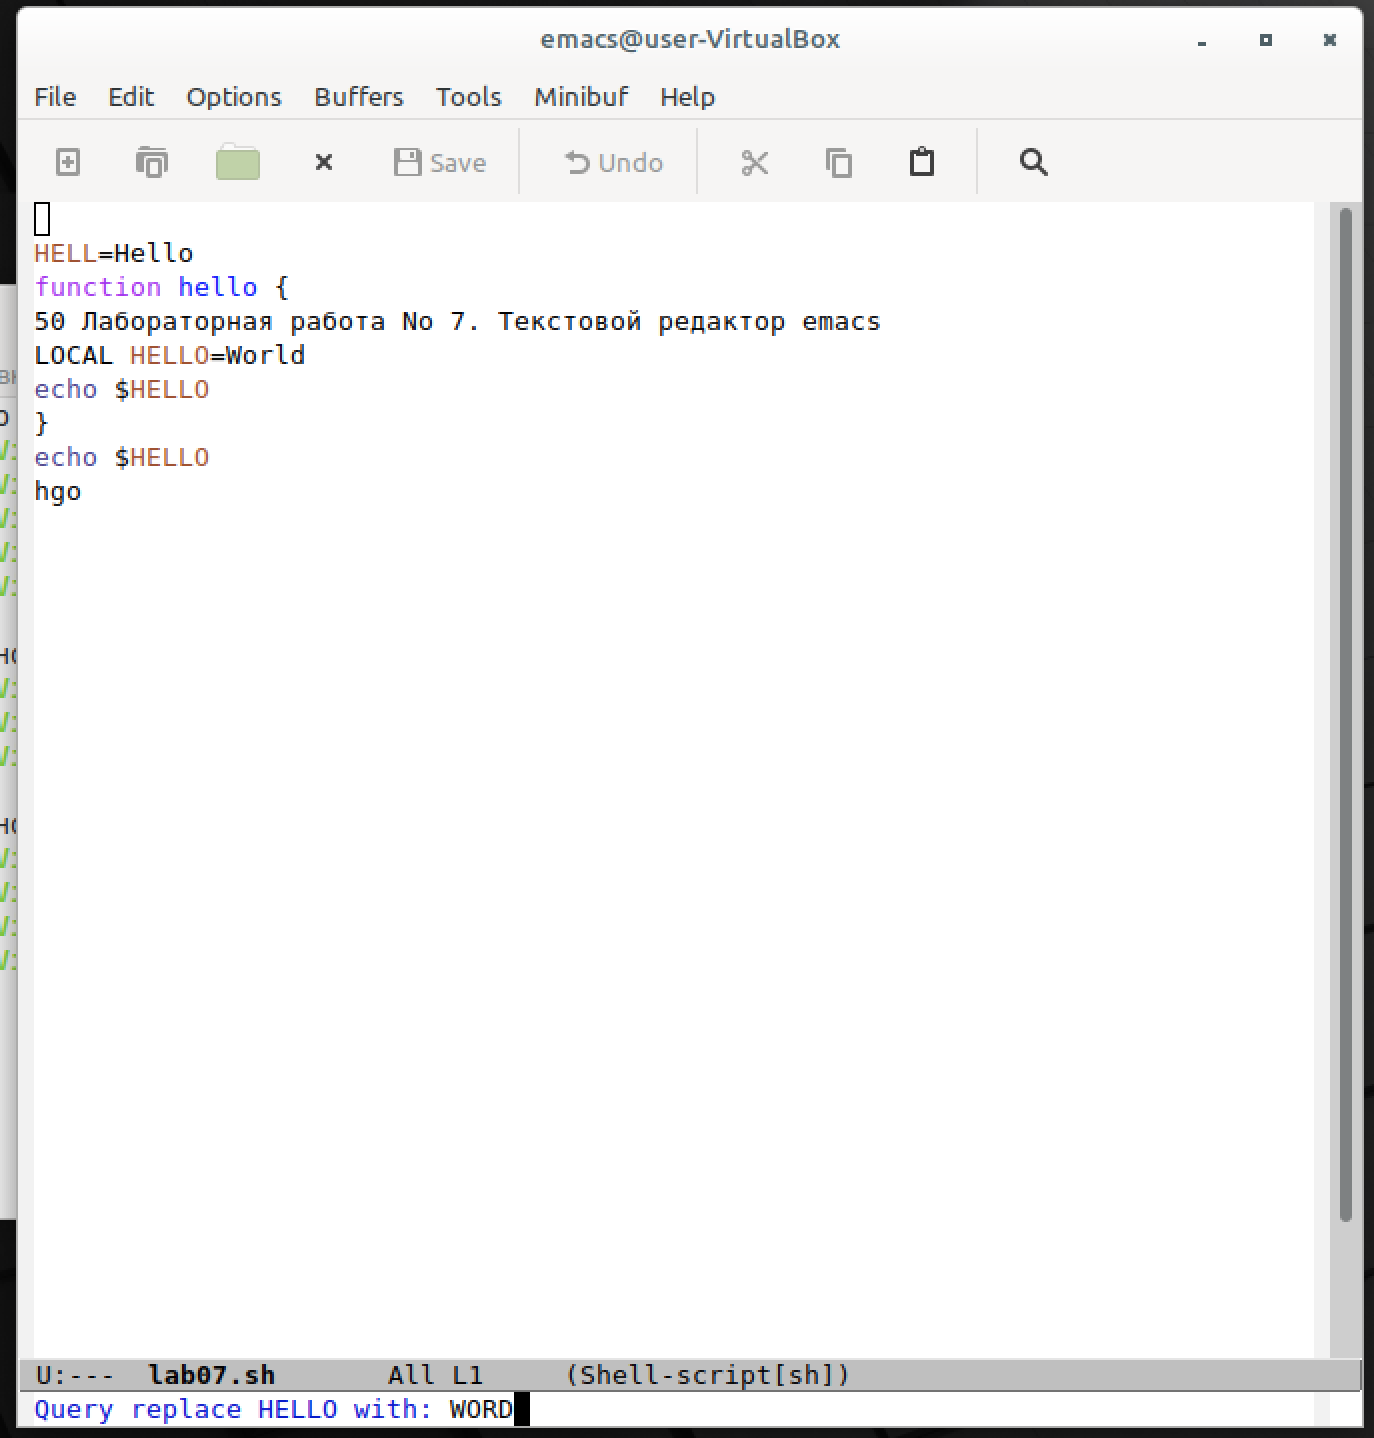 emacs@user-VirtualBox
File Edit Options Buffers Tools Minibuf Help
Save Undo
HELL=Hello
function hello {
50 Лабораторная работа No 7. Текстовой редактор emacs
LOCAL HELLO=World
echo $HELLO
}
echo $HELLO
hgo
U:--- lab07.sh All L1 (Shell-script[sh])
Query replace HELLO with: WORD